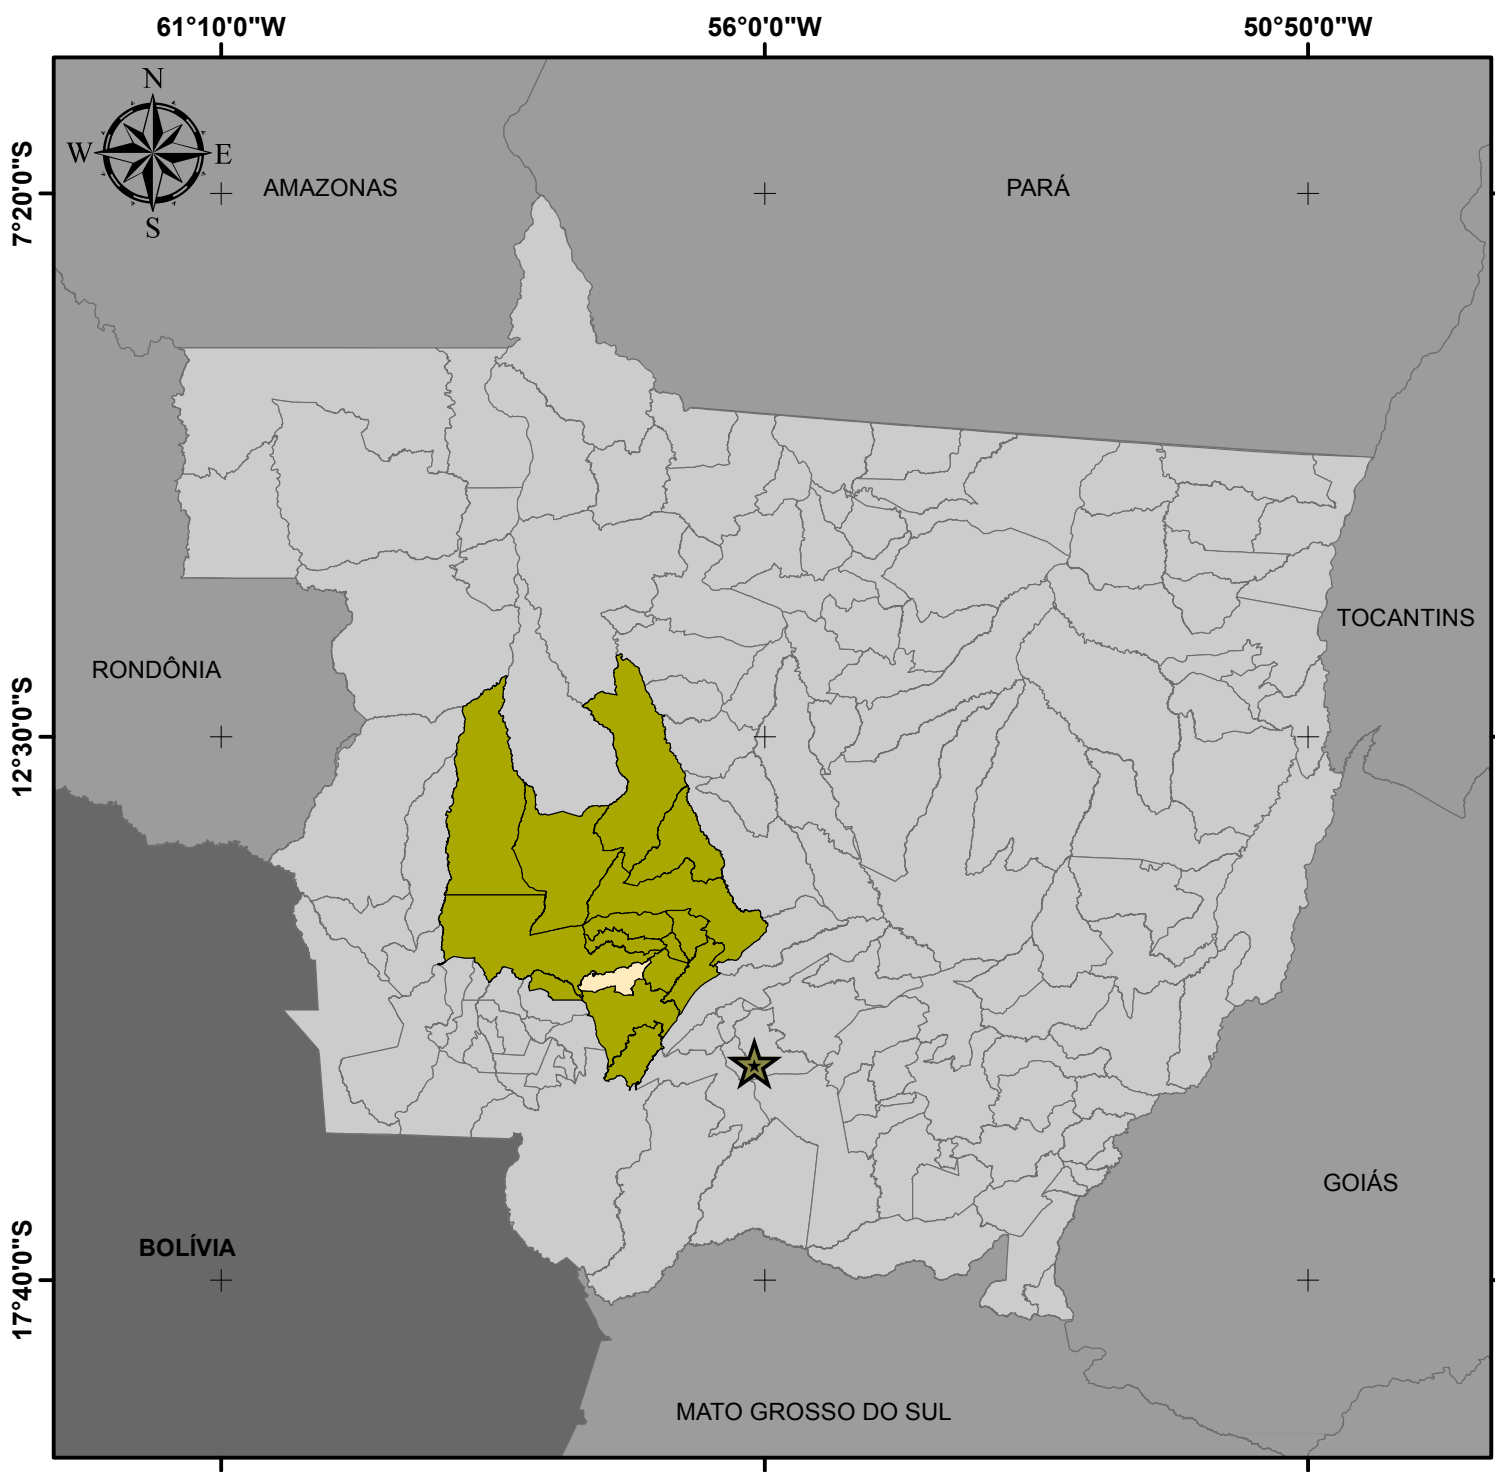 61°10'0"W 56°0'0"W 50°50'0"W
N
W E
S
7°20'0"S
AMAZONAS
PARÁ
TOCANTINS
RONDÔNIA
12°30'0"S
GOIÁS
BOLÍVIA
17°40'0"S
MATO GROSSO DO SUL